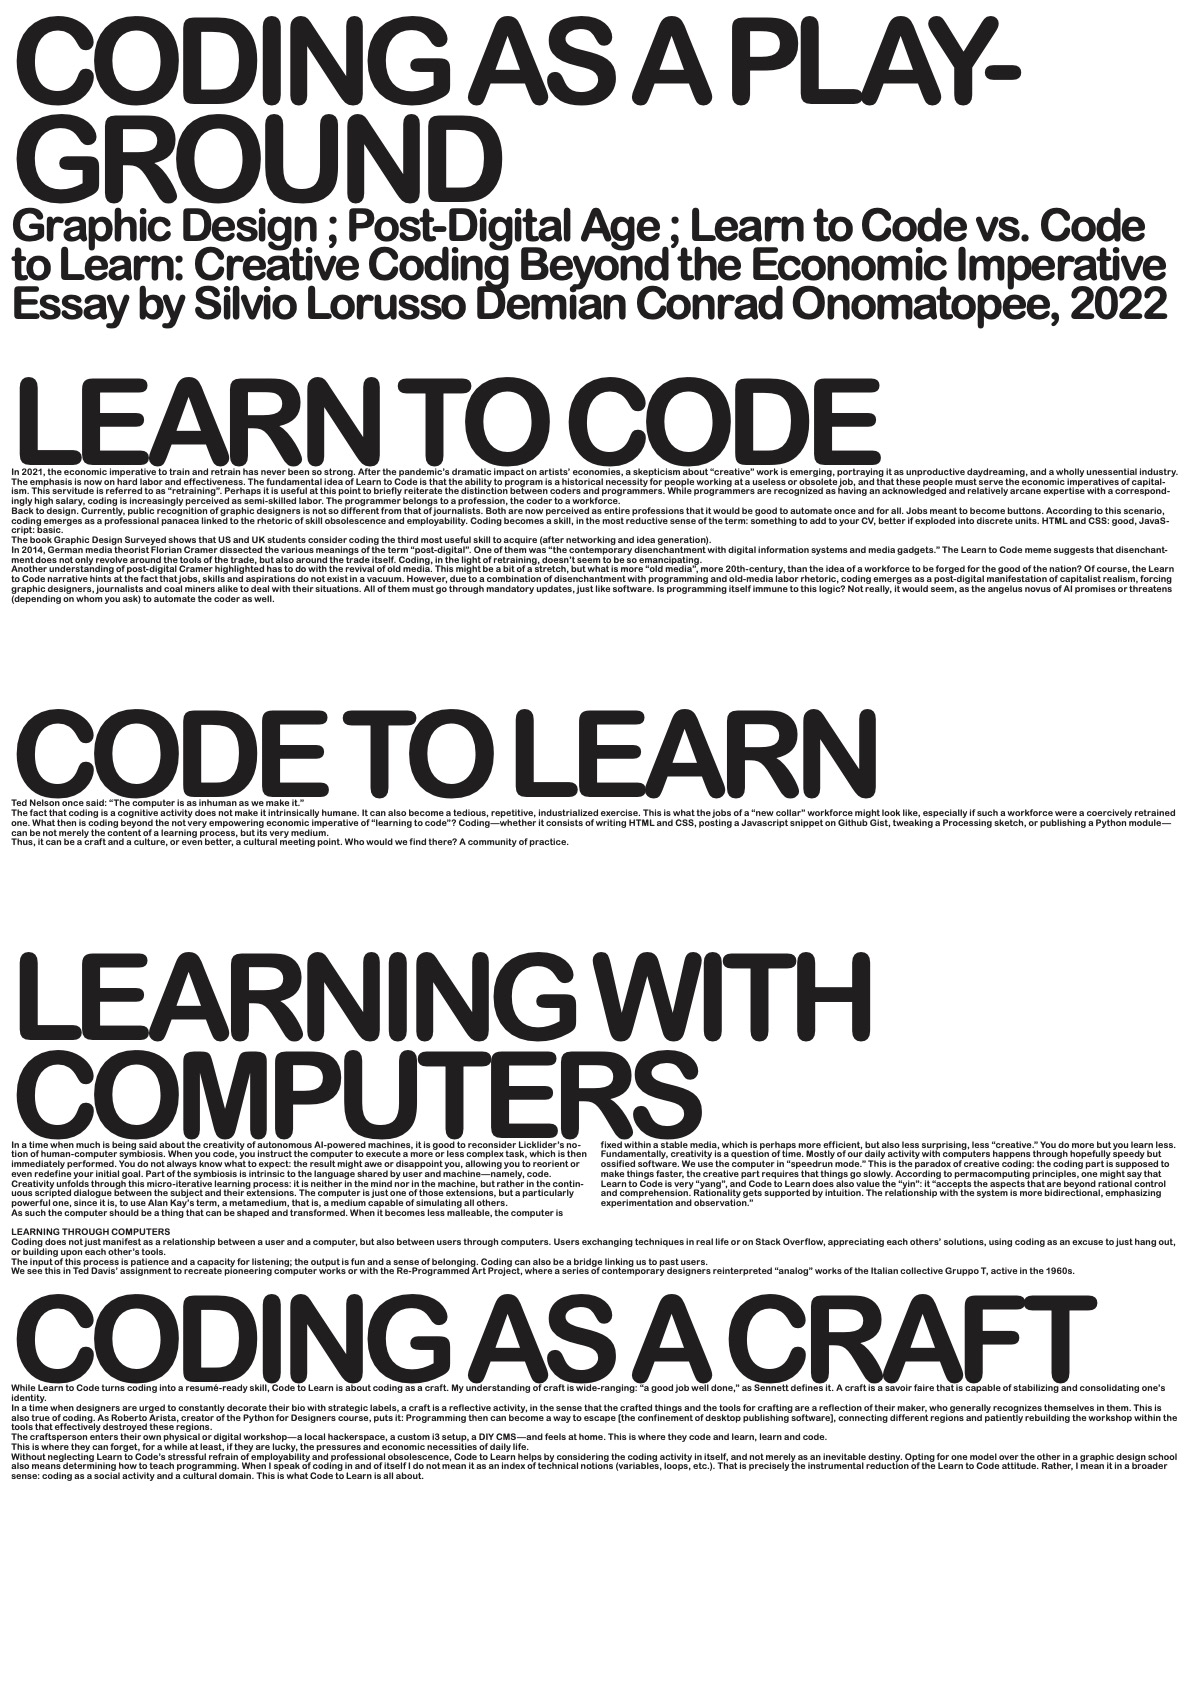 CODING AS A PLAY-
GROUND
Graphic Design ; Post-Digital Age ; Learn to Code vs. Code
to Learn: Creative Coding Beyond the Economic Imperative
Essay by Silvio Lorusso Demian Conrad Onomatopee, 2022
LEARN TO CODE
In 2021, the economic imperative to train and retrain has never been so strong. After the pandemic's dramatic impact on artists' economies, a skepticism about “creative” work is emerging, portraying it as unproductive daydreaming, and a wholly unessential industry.
The emphasis is now on hard labor and effectiveness. The fundamental idea of Learn to Code is that the ability to program is a historical necessity for people working at a useless or obsolete job, and that these people must serve the economic imperatives of capital-
ism. This servitude is referred to as “retraining”. Perhaps it is useful at this point to briefly reiterate the distinction between coders and programmers. While programmers are recognized as having an acknowledged and relatively arcane expertise with a correspond-
ingly high salary, coding is increasingly perceived as semi-skilled labor. The programmer belongs to a profession, the coder to a workforce.
Back to design. Currently, public recognition of graphic designers is not so different from that of journalists. Both are now perceived as entire professions that it would be good to automate once and for all. Jobs meant to become buttons. According to this scenario,
coding emerges as a professional panacea linked to the rhetoric of skill obsolescence and employability. Coding becomes a skill, in the most reductive sense of the term: something to add to your CV, better if exploded into discrete units. HTML and CSS: good, JavaS-
cript: basic.
The book Graphic Design Surveyed shows that US and UK students consider coding the third most useful skill to acquire (after networking and idea generation).
In 2014, German media theorist Florian Cramer dissected the various meanings of the term “post-digital”. One of them was “the contemporary disenchantment with digital information systems and media gadgets.” The Learn to Code meme suggests that disenchant-
ment does not only revolve around the tools of the trade, but also around the trade itself. Coding, in the light of retraining, doesn't seem to be so emancipating.
Another understanding of post-digital Cramer highlighted has to do with the revival of old media. This might be a bit of a stretch, but what is more “old media”, more 20th-century, than the idea of a workforce to be forged for the good of the nation? Of course, the Learn
to Code narrative hints at the fact that jobs, skills and aspirations do not exist in a vacuum. However, due to a combination of disenchantment with programming and old-media labor rhetoric, coding emerges as a post-digital manifestation of capitalist realism, forcing
graphic designers, journalists and coal miners alike to deal with their situations. All of them must go through mandatory updates, just like software. Is programming itself immune to this logic? Not really, it would seem, as the angelus novus of AI promises or threatens
(depending on whom you ask) to automate the coder as well.
CODE TO LEARN
Ted Nelson once said: “The computer is as inhuman as we make it.”
The fact that coding is a cognitive activity does not make it intrinsically humane. It can also become a tedious, repetitive, industrialized exercise. This is what the jobs of a “new collar” workforce might look like, especially if such a workforce were a coercively retrained
one. What then is coding beyond the not very empowering economic imperative of “learning to code”? Coding—whether it consists of writing HTML and CSS, posting a Javascript snippet on Github Gist, tweaking a Processing sketch, or publishing a Python module—
can be not merely the content of a learning process, but its very medium.
Thus, it can be a craft and a culture, or even better, a cultural meeting point. Who would we find there? A community of practice.
LEARNING WITH
COMPUTERS
In a time when much is being said about the creativity of autonomous AI-powered machines, it is good to reconsider Licklider's no-
tion of human-computer symbiosis. When you code, you instruct the computer to execute a more or less complex task, which is then
immediately performed. You do not always know what to expect: the result might awe or disappoint you, allowing you to reorient or
even redefine your initial goal. Part of the symbiosis is intrinsic to the language shared by user and machine—namely, code.
Creativity unfolds through this micro-iterative learning process: it is neither in the mind nor in the machine, but rather in the contin-
uous scripted dialogue between the subject and their extensions. The computer is just one of those extensions, but a particularly
powerful one, since it is, to use Alan Kay's term, a metamedium, that is, a medium capable of simulating all others.
As such the computer should be a thing that can be shaped and transformed. When it becomes less malleable, the computer is
fixed within a stable media, which is perhaps more efficient, but also less surprising, less “creative.” You do more but you learn less.
Fundamentally, creativity is a question of time. Mostly of our daily activity with computers happens through hopefully speedy but
ossified software. We use the computer in “speedrun mode.” This is the paradox of creative coding: the coding part is supposed to
make things faster, the creative part requires that things go slowly. According to permacomputing principles, one might say that
Learn to Code is very “yang”, and Code to Learn does also value the “yin”: it “accepts the aspects that are beyond rational control
and comprehension. Rationality gets supported by intuition. The relationship with the system is more bidirectional, emphasizing
experimentation and observation.”
LEARNING THROUGH COMPUTERS
Coding does not just manifest as a relationship between a user and a computer, but also between users through computers. Users exchanging techniques in real life or on Stack Overflow, appreciating each others' solutions, using coding as an excuse to just hang out,
or building upon each other's tools.
The input of this process is patience and a capacity for listening; the output is fun and a sense of belonging. Coding can also be a bridge linking us to past users.
We see this in Ted Davis' assignment to recreate pioneering computer works or with the Re-Programmed Art Project, where a series of contemporary designers reinterpreted “analog” works of the Italian collective Gruppo T, active in the 1960s.
CODING AS A CRAFT
While Learn to Code turns coding into a resumé-ready skill, Code to Learn is about coding as a craft. My understanding of craft is wide-ranging: “a good job well done,” as Sennett defines it. A craft is a savoir faire that is capable of stabilizing and consolidating one's
identity.
In a time when designers are urged to constantly decorate their bio with strategic labels, a craft is a reflective activity, in the sense that the crafted things and the tools for crafting are a reflection of their maker, who generally recognizes themselves in them. This is
also true of coding. As Roberto Arista, creator of the Python for Designers course, puts it: Programming then can become a way to escape [the confinement of desktop publishing software], connecting different regions and patiently rebuilding the workshop within the
tools that effectively destroyed these regions.
The craftsperson enters their own physical or digital workshop—a local hackerspace, a custom i3 setup, a DIY CMS—and feels at home. This is where they code and learn, learn and code.
This is where they can forget, for a while at least, if they are lucky, the pressures and economic necessities of daily life.
Without neglecting Learn to Code's stressful refrain of employability and professional obsolescence, Code to Learn helps by considering the coding activity in itself, and not merely as an inevitable destiny. Opting for one model over the other in a graphic design school
also means determining how to teach programming. When I speak of coding in and of itself I do not mean it as an index of technical notions (variables, loops, etc.). That is precisely the instrumental reduction of the Learn to Code attitude. Rather, I mean it in a broader
sense: coding as a social activity and a cultural domain. This is what Code to Learn is all about.